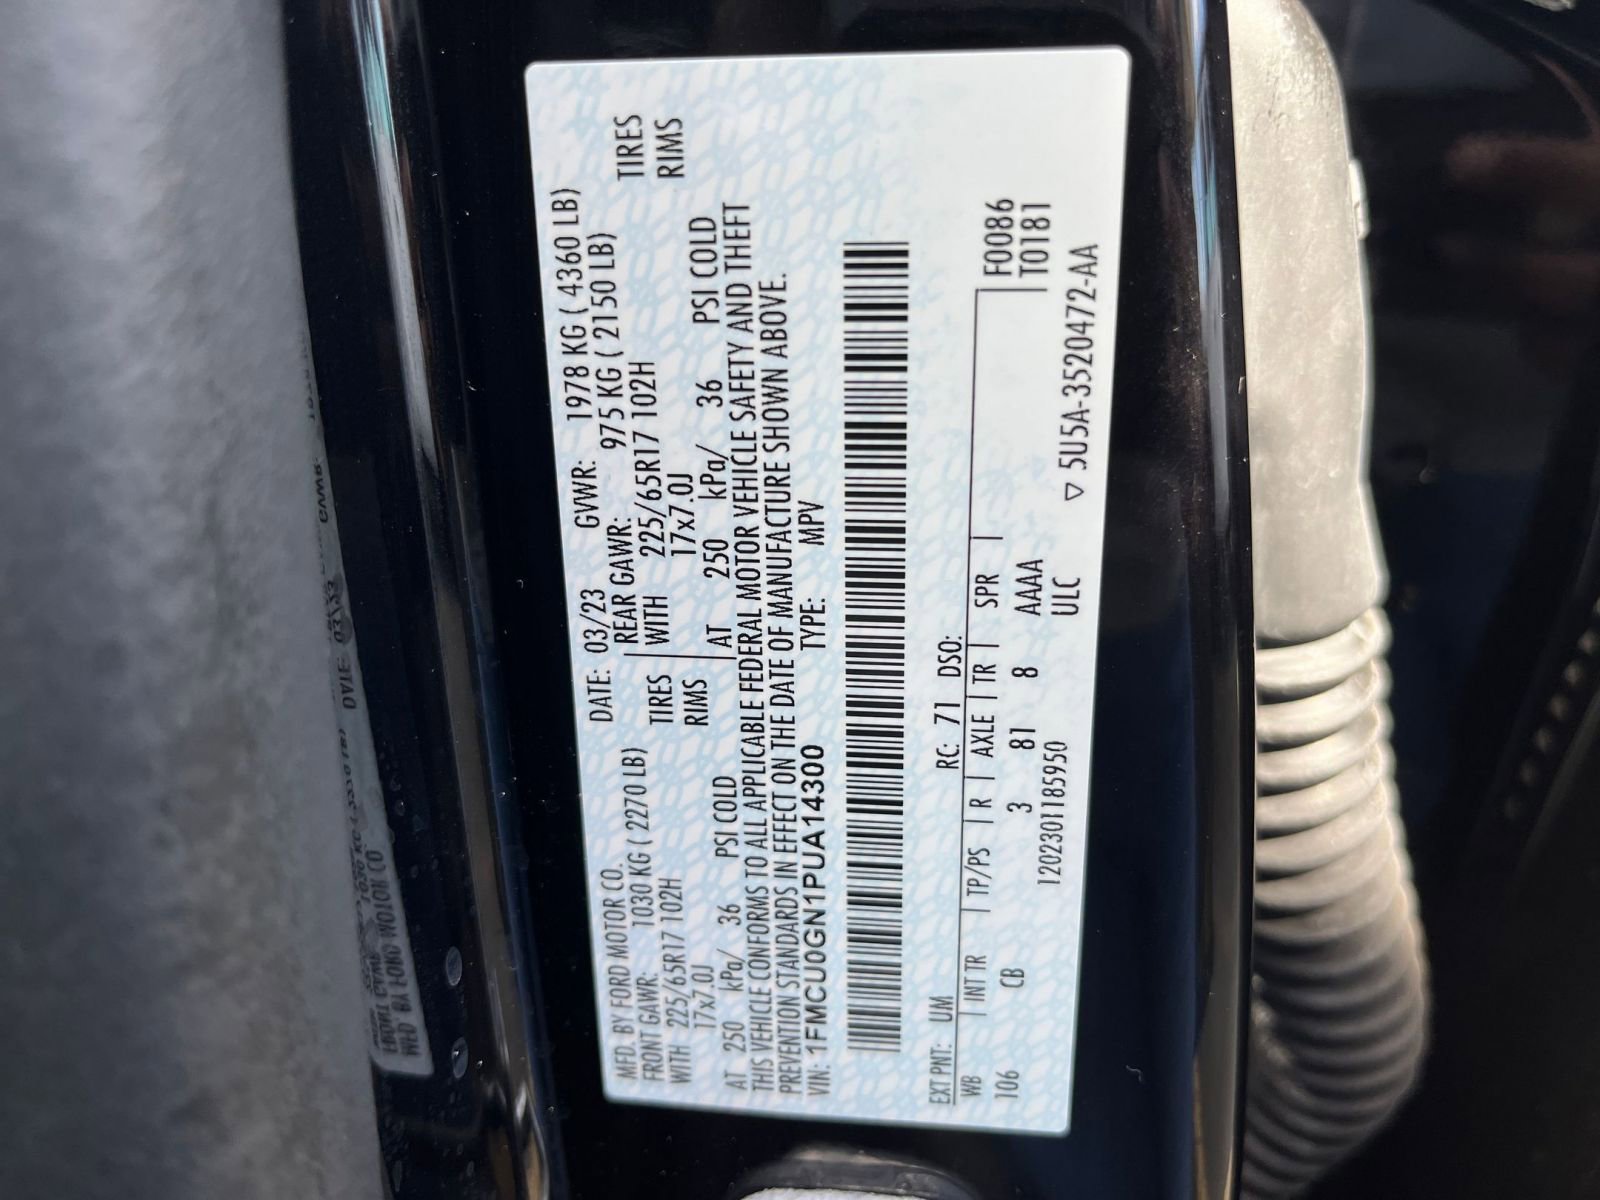 MFD. BY FORD MOTOR CO. DATE: 03/23 GVWR: 1978 KG ( 4360 LB)
FRONT GAWR: 1030 KG ( 2270 LB) REAR GAWR: 975 KG ( 2150 LB)
WITH 225/65R17 102H TIRES WITH 225/65R17 102H TIRES
17x7.0J RIMS 17x7.0J RIMS
AT 250 kPa/ 36 PSI COLD AT 250 kPa/ 36 PSI COLD
THIS VEHICLE CONFORMS TO ALL APPLICABLE FEDERAL MOTOR VEHICLE SAFETY AND THEFT
PREVENTION STANDARDS IN EFFECT ON THE DATE OF MANUFACTURE SHOWN ABOVE.
VIN: 1FMCU0GN1PUA14300 TYPE: MPV
EXT PNT: UM RC: 71 DSO:
WB | INT TR | TP/PS | R | AXLE | TR | SPR | F0086
106 CB 3 81 8 AAAA T0181
1202301185950 ULC
▽ 5U5A-3520472-AA